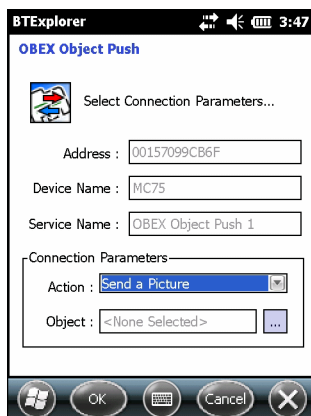 BTExplorer 3:47
OBEX Object Push
Select Connection Parameters...
Address : 00157099CB6F
Device Name : MC75
Service Name : OBEX Object Push 1
Connection Parameters
Action : Send a Picture
Object : <None Selected> ...
OK Cancel